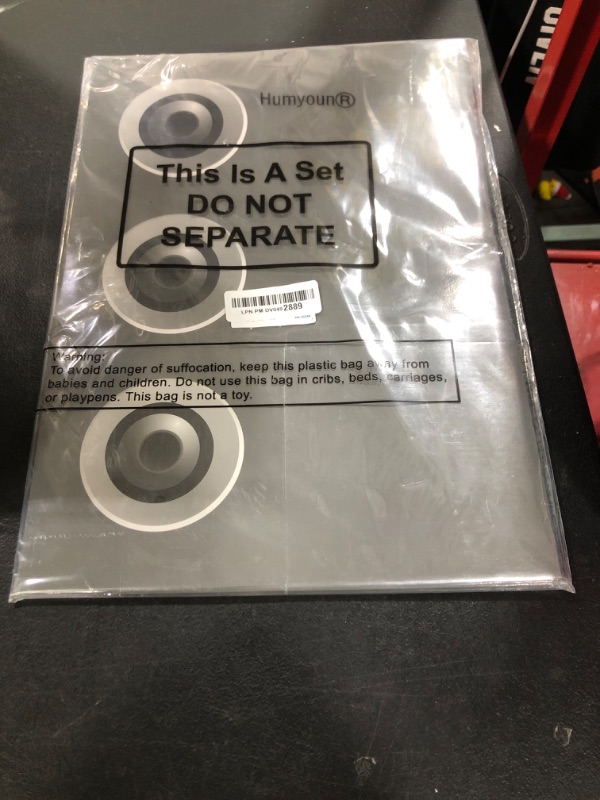 Humyoun®
This Is A Set
DO NOT
SEPARATE
2889
Warning:
To avoid danger of suffocation, keep this plastic bag away from
babies and children. Do not use this bag in cribs, beds, carriages,
or playpens. This bag is not a toy.